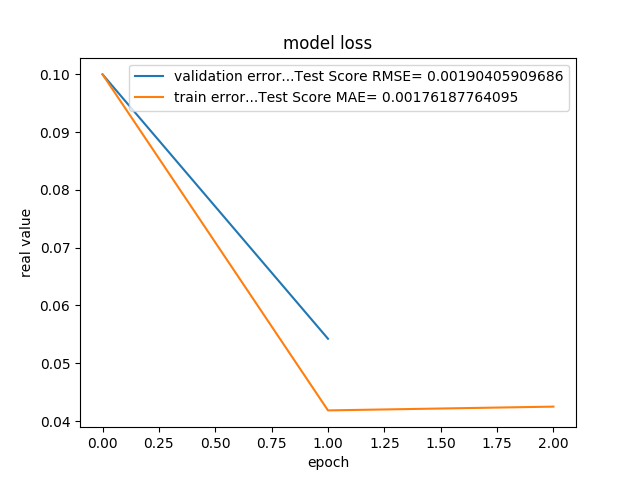 model loss
validation error...Test Score RMSE= 0.00190405909686
train error...Test Score MAE= 0.00176187764095
0.10
0.09
0.08
0.07
0.06
0.05
0.04
real value
0.00 0.25 0.50 0.75 1.00 1.25 1.50 1.75 2.00
epoch